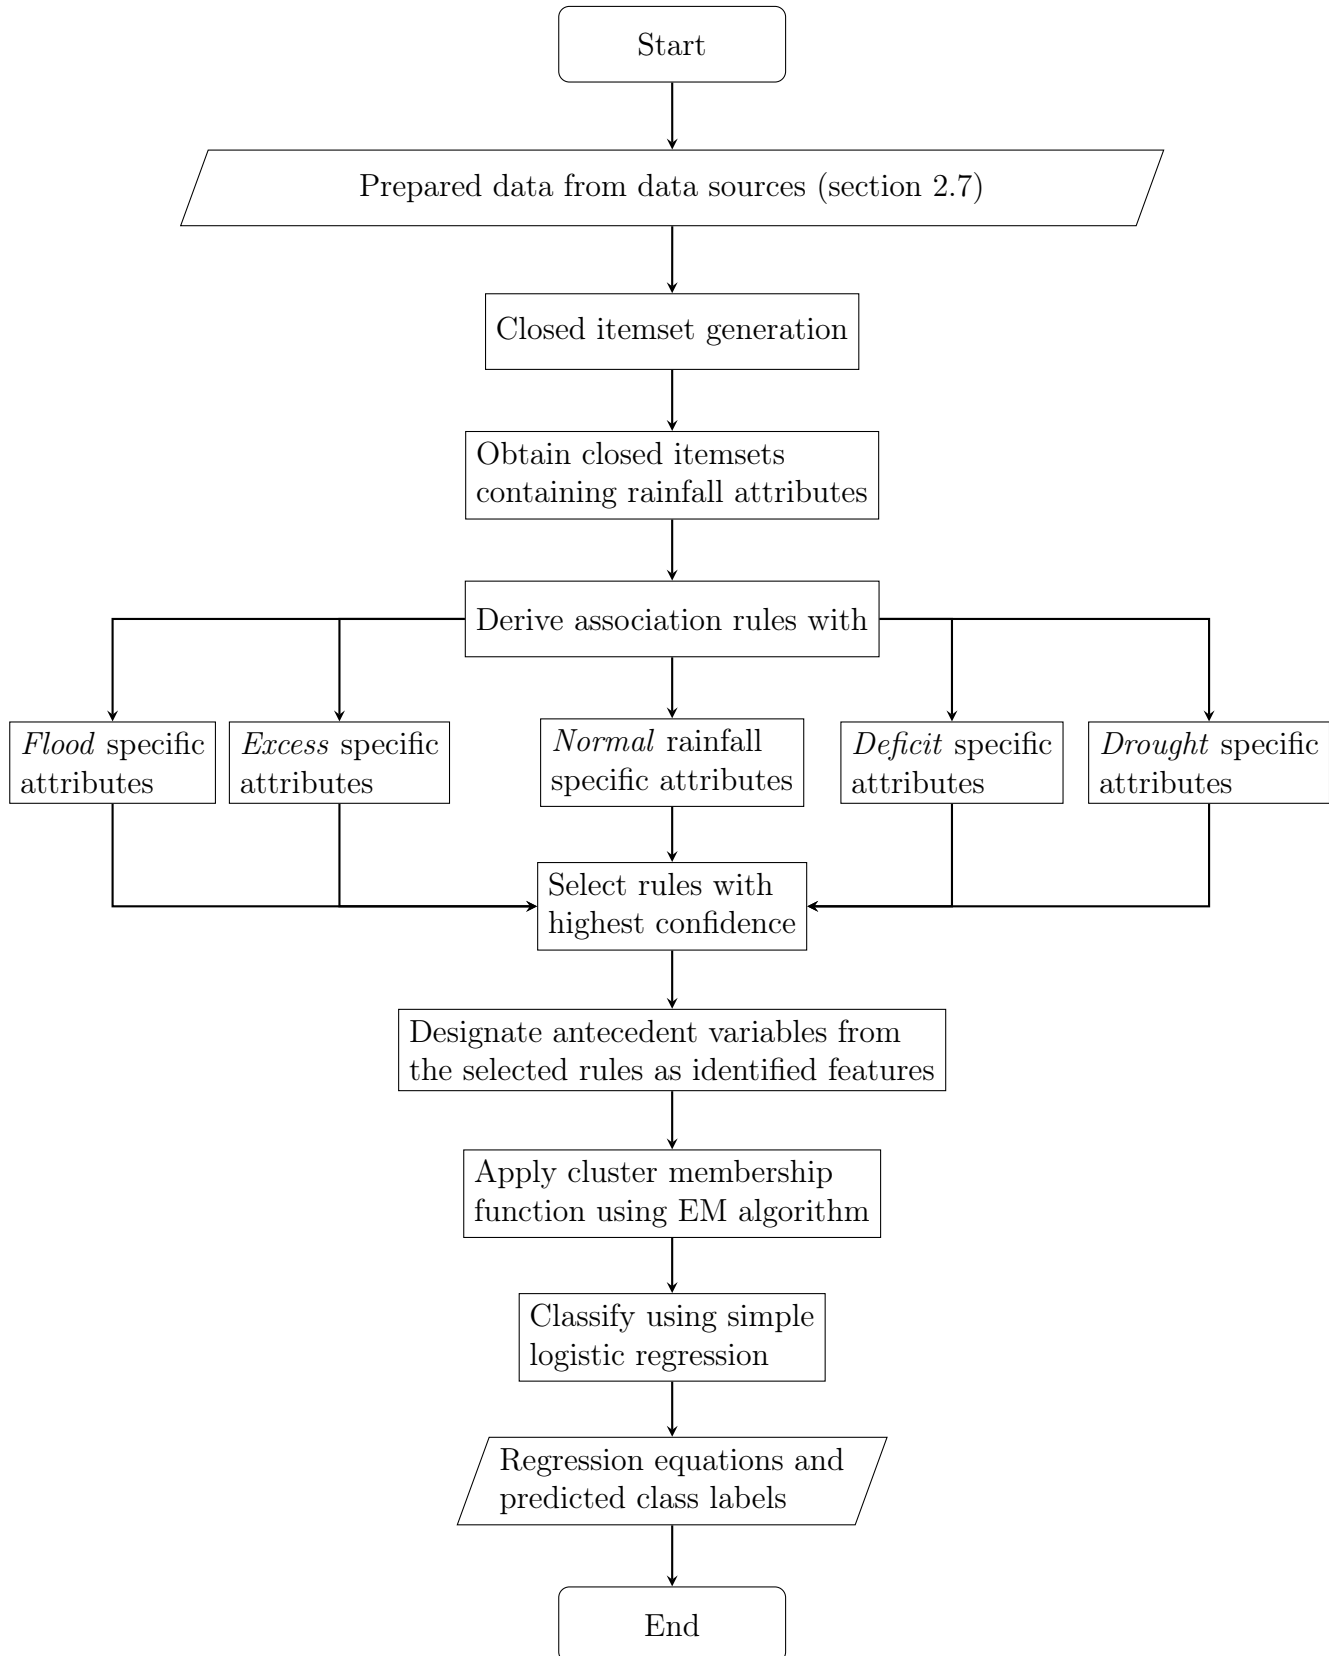 Start
Prepared data from data sources (section 2.7)
Closed itemset generation
Obtain closed itemsets
containing rainfall attributes
Derive association rules with
Flood specific
attributes
Excess specific
attributes
Normal rainfall
specific attributes
Deficit specific
attributes
Drought specific
attributes
Select rules with
highest confidence
Designate antecedent variables from
the selected rules as identified features
Apply cluster membership
function using EM algorithm
Classify using simple
logistic regression
Regression equations and
predicted class labels
End